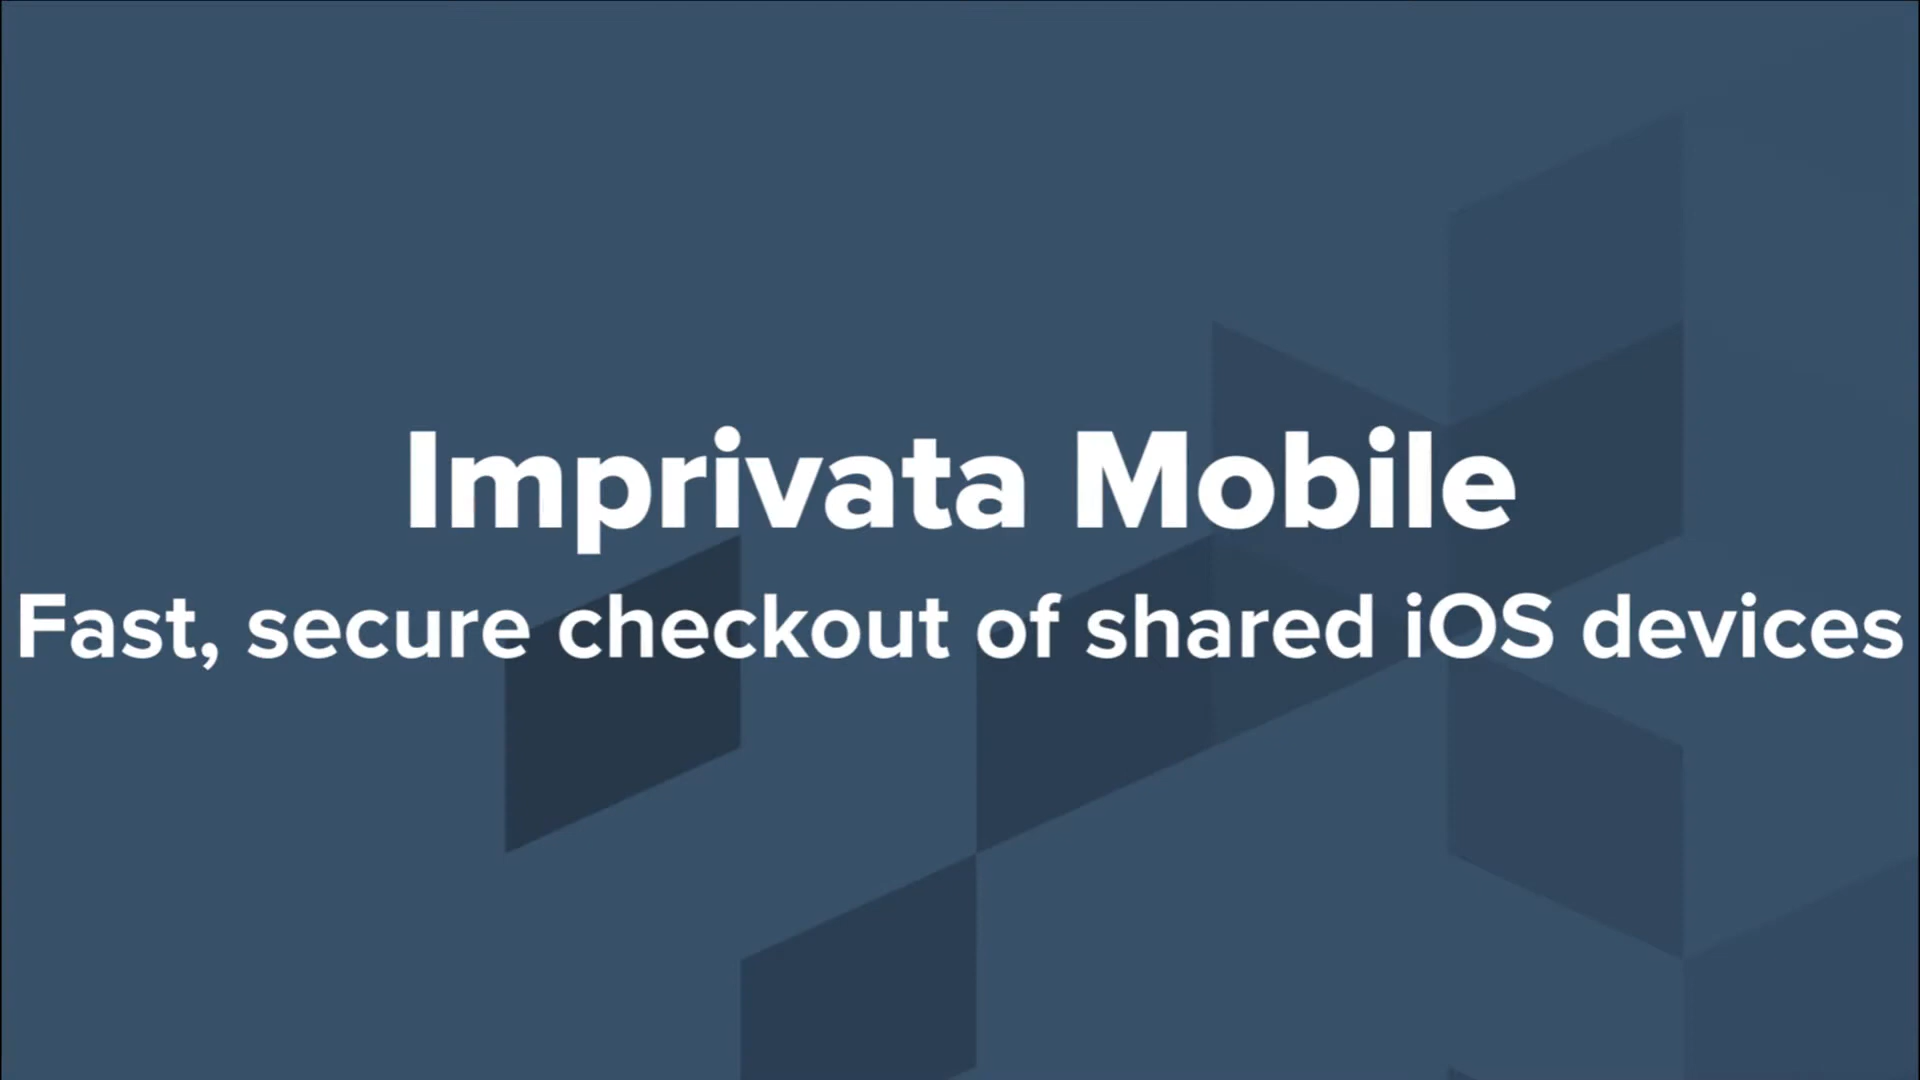 Imprivata Mobile
Fast, secure checkout of shared iOS devices